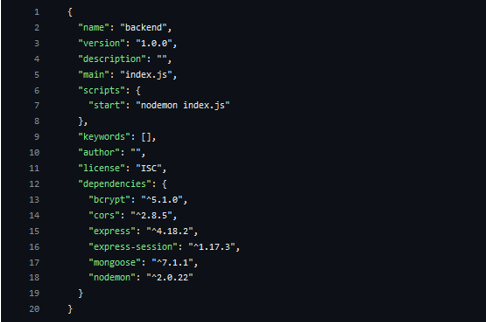 1 {
2 "name": "backend",
3 "version": "1.0.0",
4 "description": "",
5 "main": "index.js",
6 "scripts": {
7 "start": "nodemon index.js"
8 },
9 "keywords": [],
10 "author": "",
11 "license": "ISC",
12 "dependencies": {
13 "bcrypt": "^5.1.0",
14 "cors": "^2.8.5",
15 "express": "^4.18.2",
16 "express-session": "^1.17.3",
17 "mongoose": "^7.1.1",
18 "nodemon": "^2.0.22"
19 }
20 }